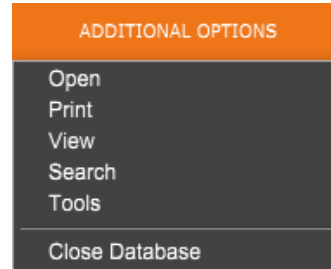 ADDITIONAL OPTIONS
Open
Print
View
Search
Tools
Close Database